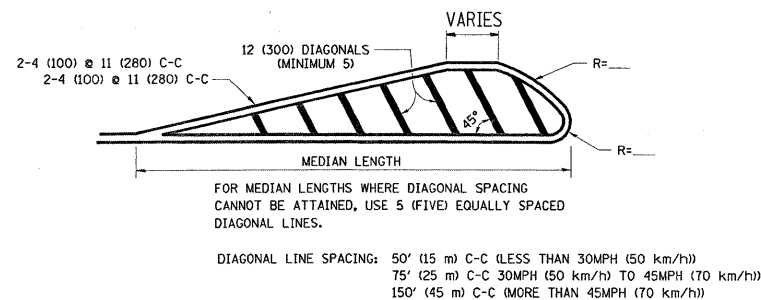 VARIES
12 (300) DIAGONALS
(MINIMUM 5)
2-4 (100) @ 11 (280) C-C
2-4 (100) @ 11 (280) C-C
R=___
45°
R=___
MEDIAN LENGTH
FOR MEDIAN LENGTHS WHERE DIAGONAL SPACING
CANNOT BE ATTAINED, USE 5 (FIVE) EQUALLY SPACED
DIAGONAL LINES.
DIAGONAL LINE SPACING: 50' (15 m) C-C (LESS THAN 30MPH (50 km/h))
75' (25 m) C-C 30MPH (50 km/h) TO 45MPH (70 km/h))
150' (45 m) C-C (MORE THAN 45MPH (70 km/h))